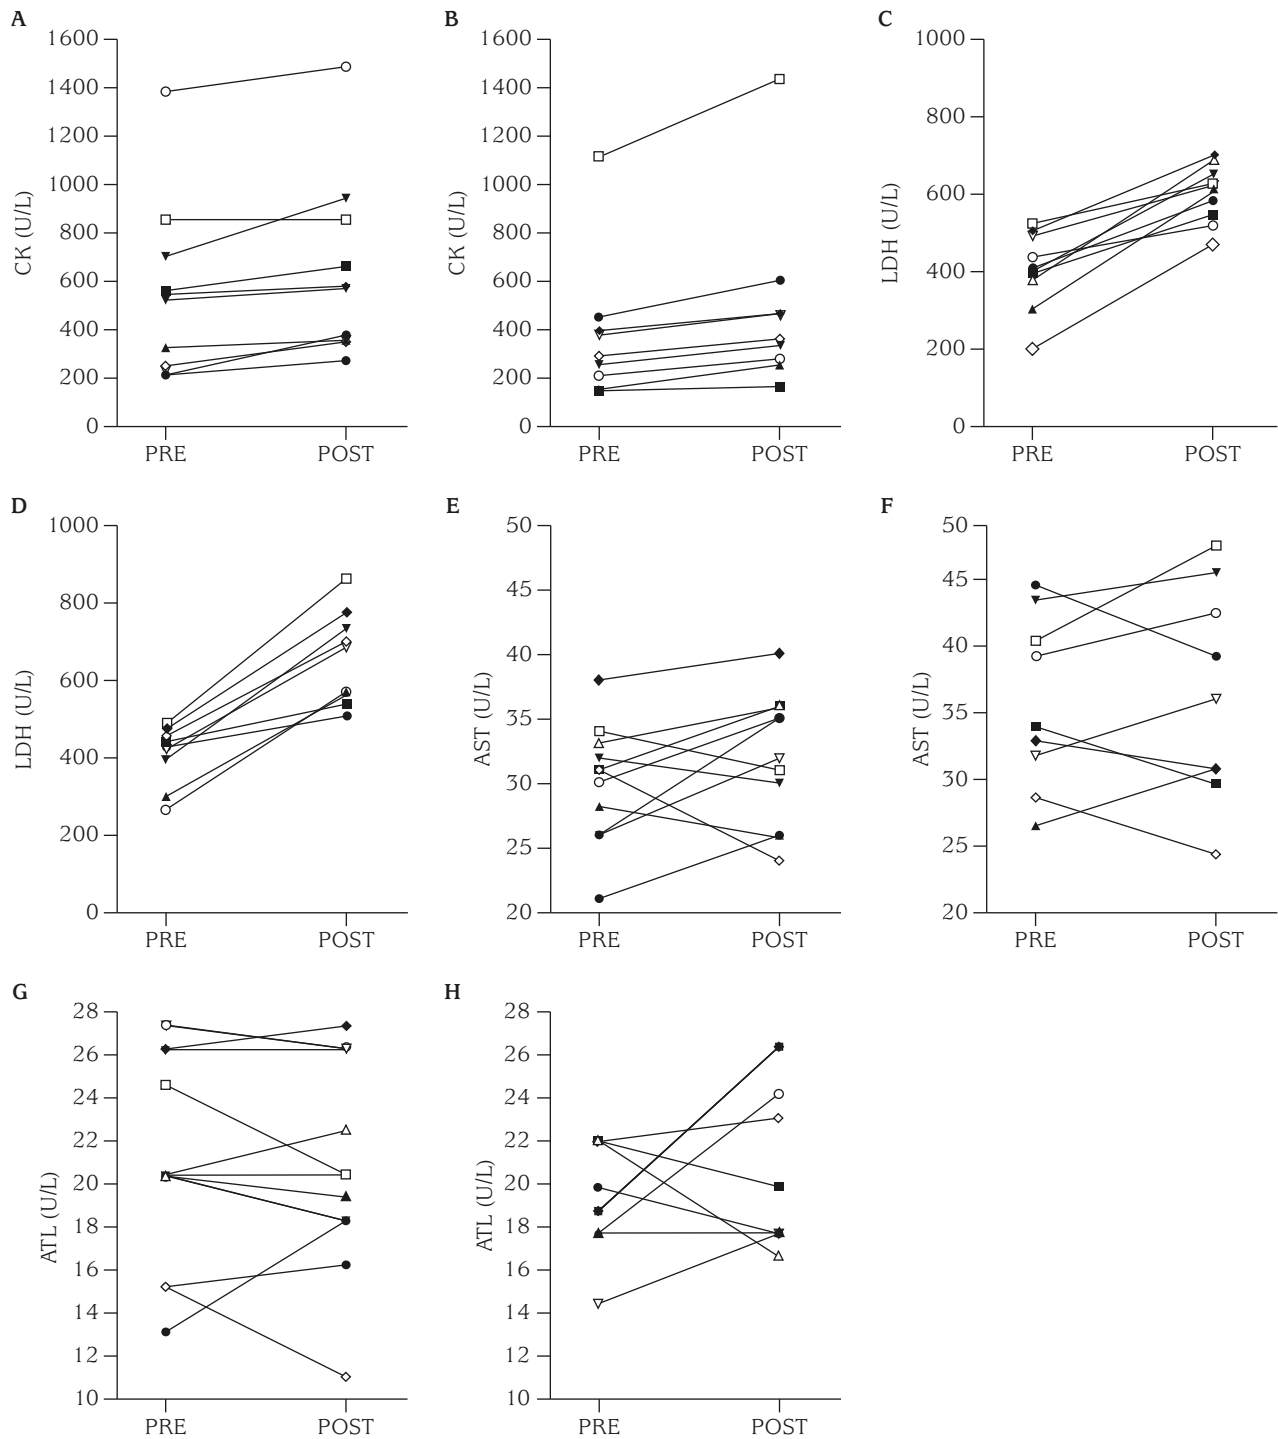 A
1600
1400
1200
1000
800
600
400
200
0
CK (U/L)
PRE
POST
B
1600
1400
1200
1000
800
600
400
200
0
CK (U/L)
PRE
POST
C
1000
800
600
400
200
0
LDH (U/L)
PRE
POST
D
1000
800
600
400
200
0
LDH (U/L)
PRE
POST
E
50
45
40
35
30
25
20
AST (U/L)
PRE
POST
F
50
45
40
35
30
25
20
AST (U/L)
PRE
POST
G
28
26
24
22
20
18
16
14
12
10
ATL (U/L)
PRE
POST
H
28
26
24
22
20
18
16
14
12
10
ATL (U/L)
PRE
POST